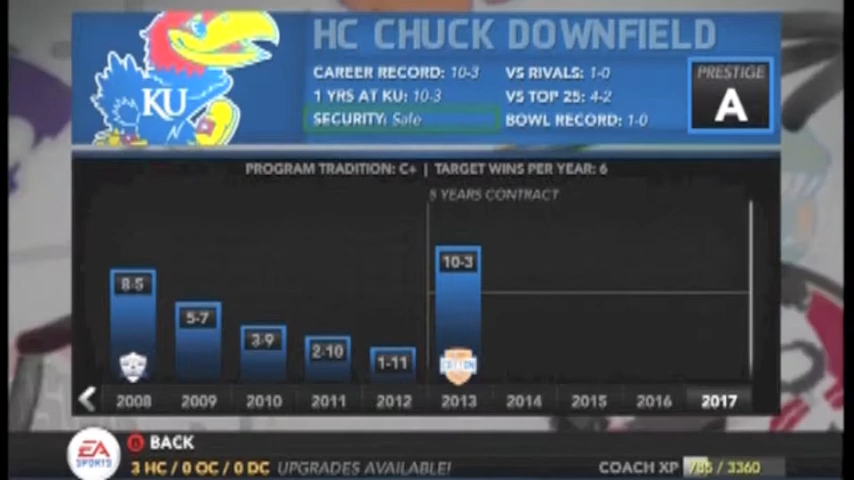 HC CHUCK DOWNFIELD
CAREER RECORD: 10-3
VS RIVALS: 1-0
1 YRS AT KU: 10-3
VS TOP 25: 4-2
SECURITY: Safe
BOWL RECORD: 1-0
PRESTIGE
A
KU
PROGRAM TRADITION: C+ | TARGET WINS PER YEAR: 6
5 YEARS CONTRACT
8-5
5-7
3-9
2-10
1-11
10-3
COTTON
2008 2009 2010 2011 2012 2013 2014 2015 2016 2017
EA
SPORTS
B BACK
3 HC / 0 OC / 0 DC UPGRADES AVAILABLE!
COACH XP 785 / 3360